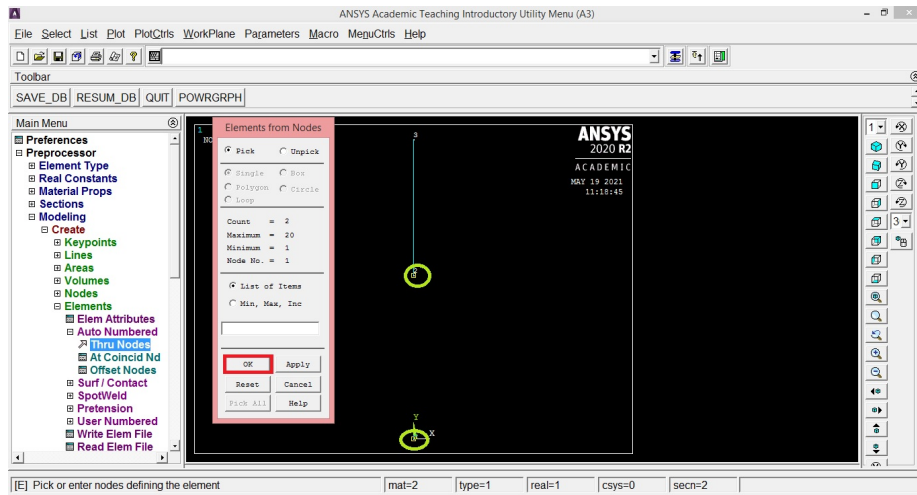 ANSYS Academic Teaching Introductory Utility Menu (A3)
File Select List Plot PlotCtrls WorkPlane Parameters Macro MenuCtrls Help
Toolbar
SAVE_DB RESUM_DB QUIT POWRGRPH
Main Menu
Preferences
Preprocessor
Element Type
Real Constants
Material Props
Sections
Modeling
Create
Keypoints
Lines
Areas
Volumes
Nodes
Elements
Elem Attributes
Auto Numbered
Thru Nodes
At Coincid Nd
Offset Nodes
Surf / Contact
SpotWeld
Pretension
User Numbered
Write Elem File
Read Elem File
1
NO
Elements from Nodes
Pick Unpick
Single Box
Polygon Circle
Loop
Count = 2
Maximum = 20
Minimum = 1
Node No. = 1
List of Items
Min, Max, Inc
OK Apply
Reset Cancel
Pick All Help
3
Y
X
ANSYS
2020 R2
ACADEMIC
MAY 19 2021
11:18:45
1
3
[E] Pick or enter nodes defining the element
mat=2
type=1
real=1
csys=0
secn=2